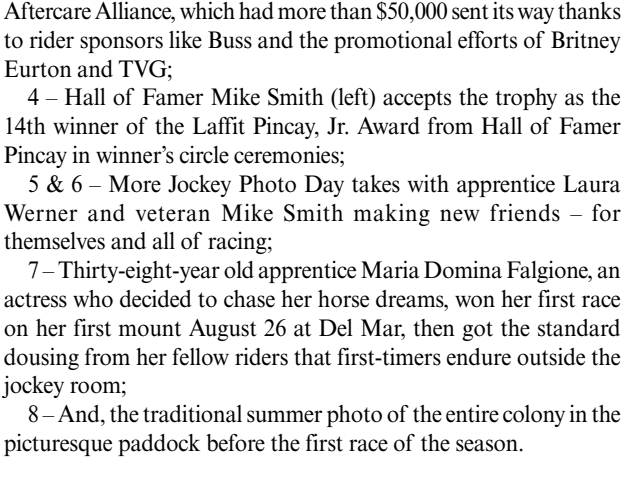 Aftercare Alliance, which had more than $50,000 sent its way thanks
to rider sponsors like Buss and the promotional efforts of Britney
Eurton and TVG;
4 – Hall of Famer Mike Smith (left) accepts the trophy as the
14th winner of the Laffit Pincay, Jr. Award from Hall of Famer
Pincay in winner’s circle ceremonies;
5 & 6 – More Jockey Photo Day takes with apprentice Laura
Werner and veteran Mike Smith making new friends – for
themselves and all of racing;
7 – Thirty-eight-year old apprentice Maria Domina Falgione, an
actress who decided to chase her horse dreams, won her first race
on her first mount August 26 at Del Mar, then got the standard
dousing from her fellow riders that first-timers endure outside the
jockey room;
8 – And, the traditional summer photo of the entire colony in the
picturesque paddock before the first race of the season.